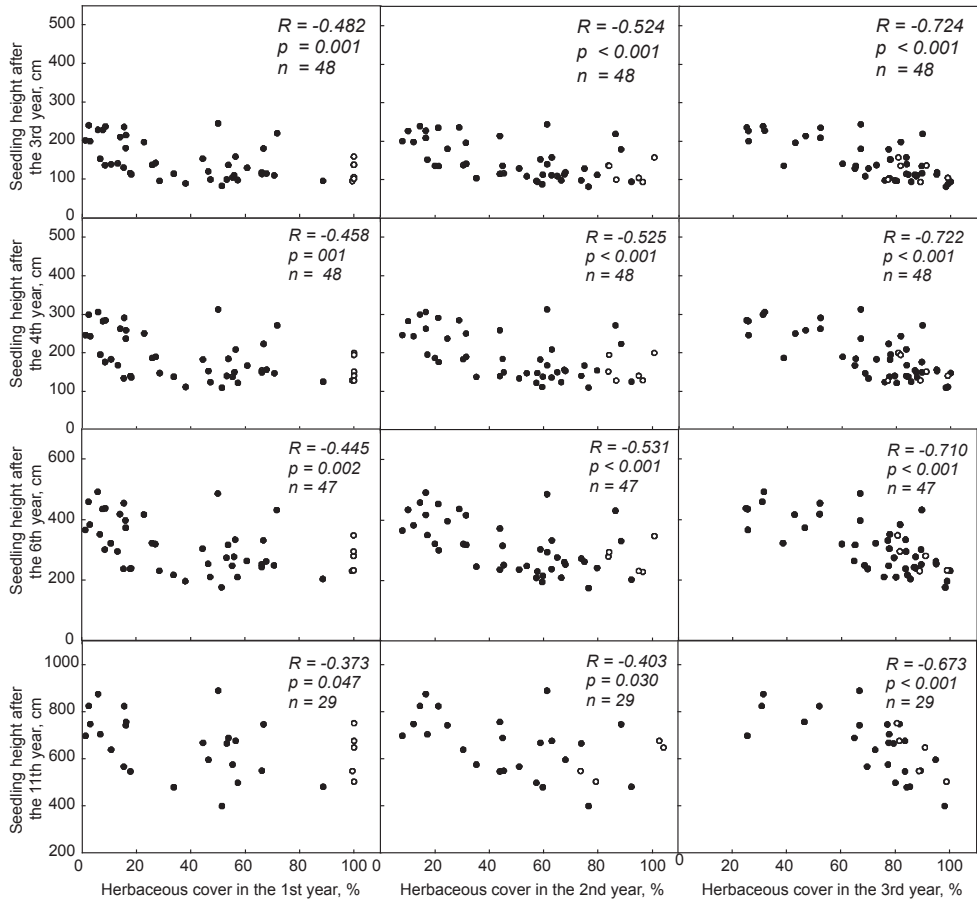 R = -0.482
p = 0.001
n = 48
R = -0.524
p < 0.001
n = 48
R = -0.724
p < 0.001
n = 48
Seedling height after
the 3rd year, cm
500
400
300
200
100
0
R = -0.458
p = 001
n = 48
R = -0.525
p < 0.001
n = 48
R = -0.722
p < 0.001
n = 48
Seedling height after
the 4th year, cm
500
400
300
200
100
0
R = -0.445
p = 0.002
n = 47
R = -0.531
p < 0.001
n = 47
R = -0.710
p < 0.001
n = 47
Seedling height after
the 6th year, cm
600
400
200
0
R = -0.373
p = 0.047
n = 29
R = -0.403
p = 0.030
n = 29
R = -0.673
p < 0.001
n = 29
Seedling height after
the 11th year, cm
1000
800
600
400
200
0 20 40 60 80 100 0 20 40 60 80 100 0 20 40 60 80 100
Herbaceous cover in the 1st year, % Herbaceous cover in the 2nd year, % Herbaceous cover in the 3rd year, %